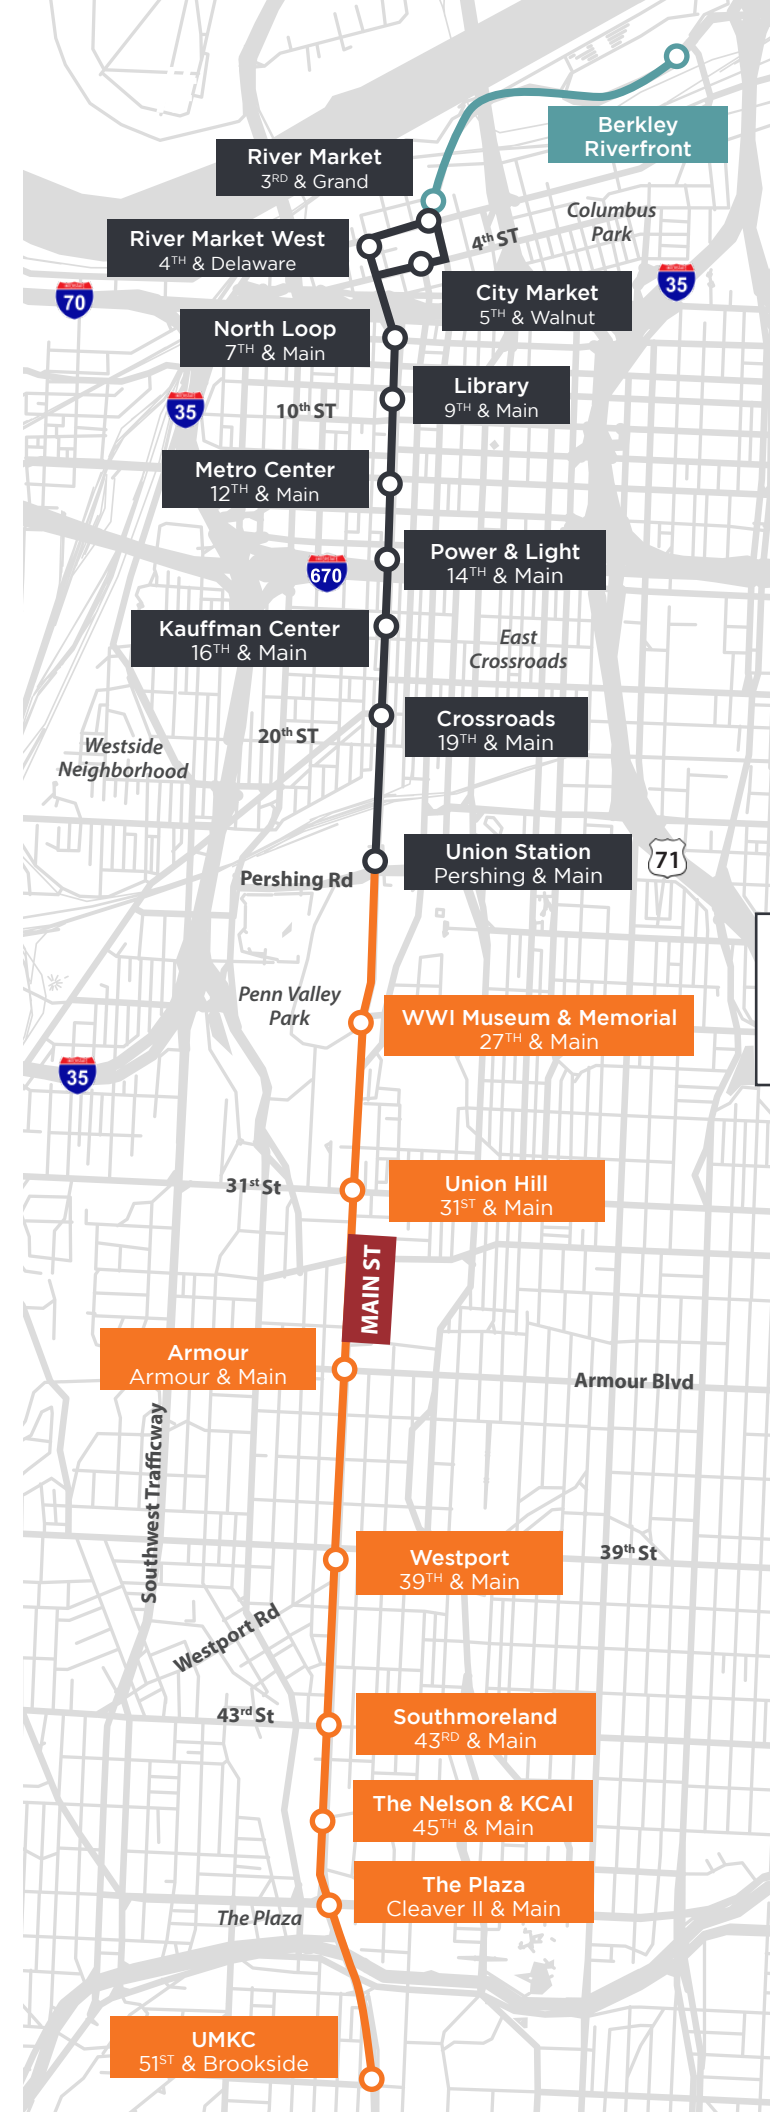 Berkley
Riverfront
River Market
3RD & Grand
Columbus
Park
River Market West
4TH & Delaware
4th ST
70
City Market
5TH & Walnut
35
North Loop
7TH & Main
Library
9TH & Main
35
10th ST
Metro Center
12TH & Main
Power & Light
14TH & Main
670
Kauffman Center
16TH & Main
East
Crossroads
Crossroads
19TH & Main
20th ST
Westside
Neighborhood
Union Station
Pershing & Main
71
Pershing Rd
Penn Valley
Park
WWI Museum & Memorial
27TH & Main
35
31st St
Union Hill
31ST & Main
MAIN ST
Armour
Armour & Main
Armour Blvd
Southwest Trafficway
Westport
39TH & Main
39th St
Westport Rd
43rd St
Southmoreland
43RD & Main
The Nelson & KCAI
45TH & Main
The Plaza
Cleaver II & Main
The Plaza
UMKC
51ST & Brookside